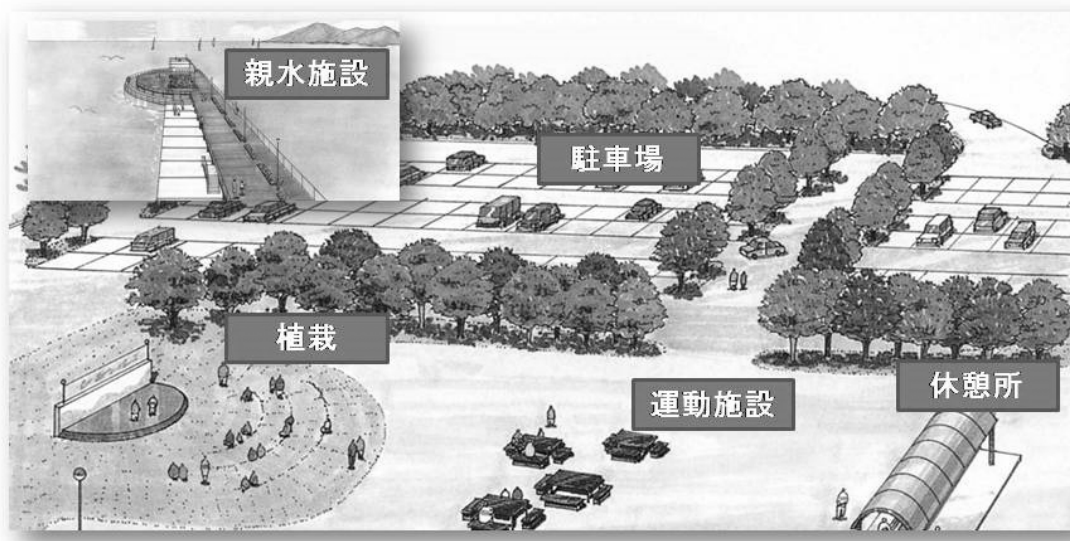 親水施設
駐車場
植栽
運動施設
休憩所